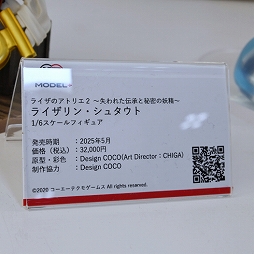 MODEL-
ライザのアトリエ２ ～失われた伝承と秘密の妖精～
ライザリン・シュタウト
1/6スケールフィギュア
発売時期　：2025年5月
価格（税込）：32,000円
原型・彩色　：Design COCO(Art Director：CHIGA)
制作協力　：Design COCO
©2020 コーエーテクモゲームス All rights reserved.